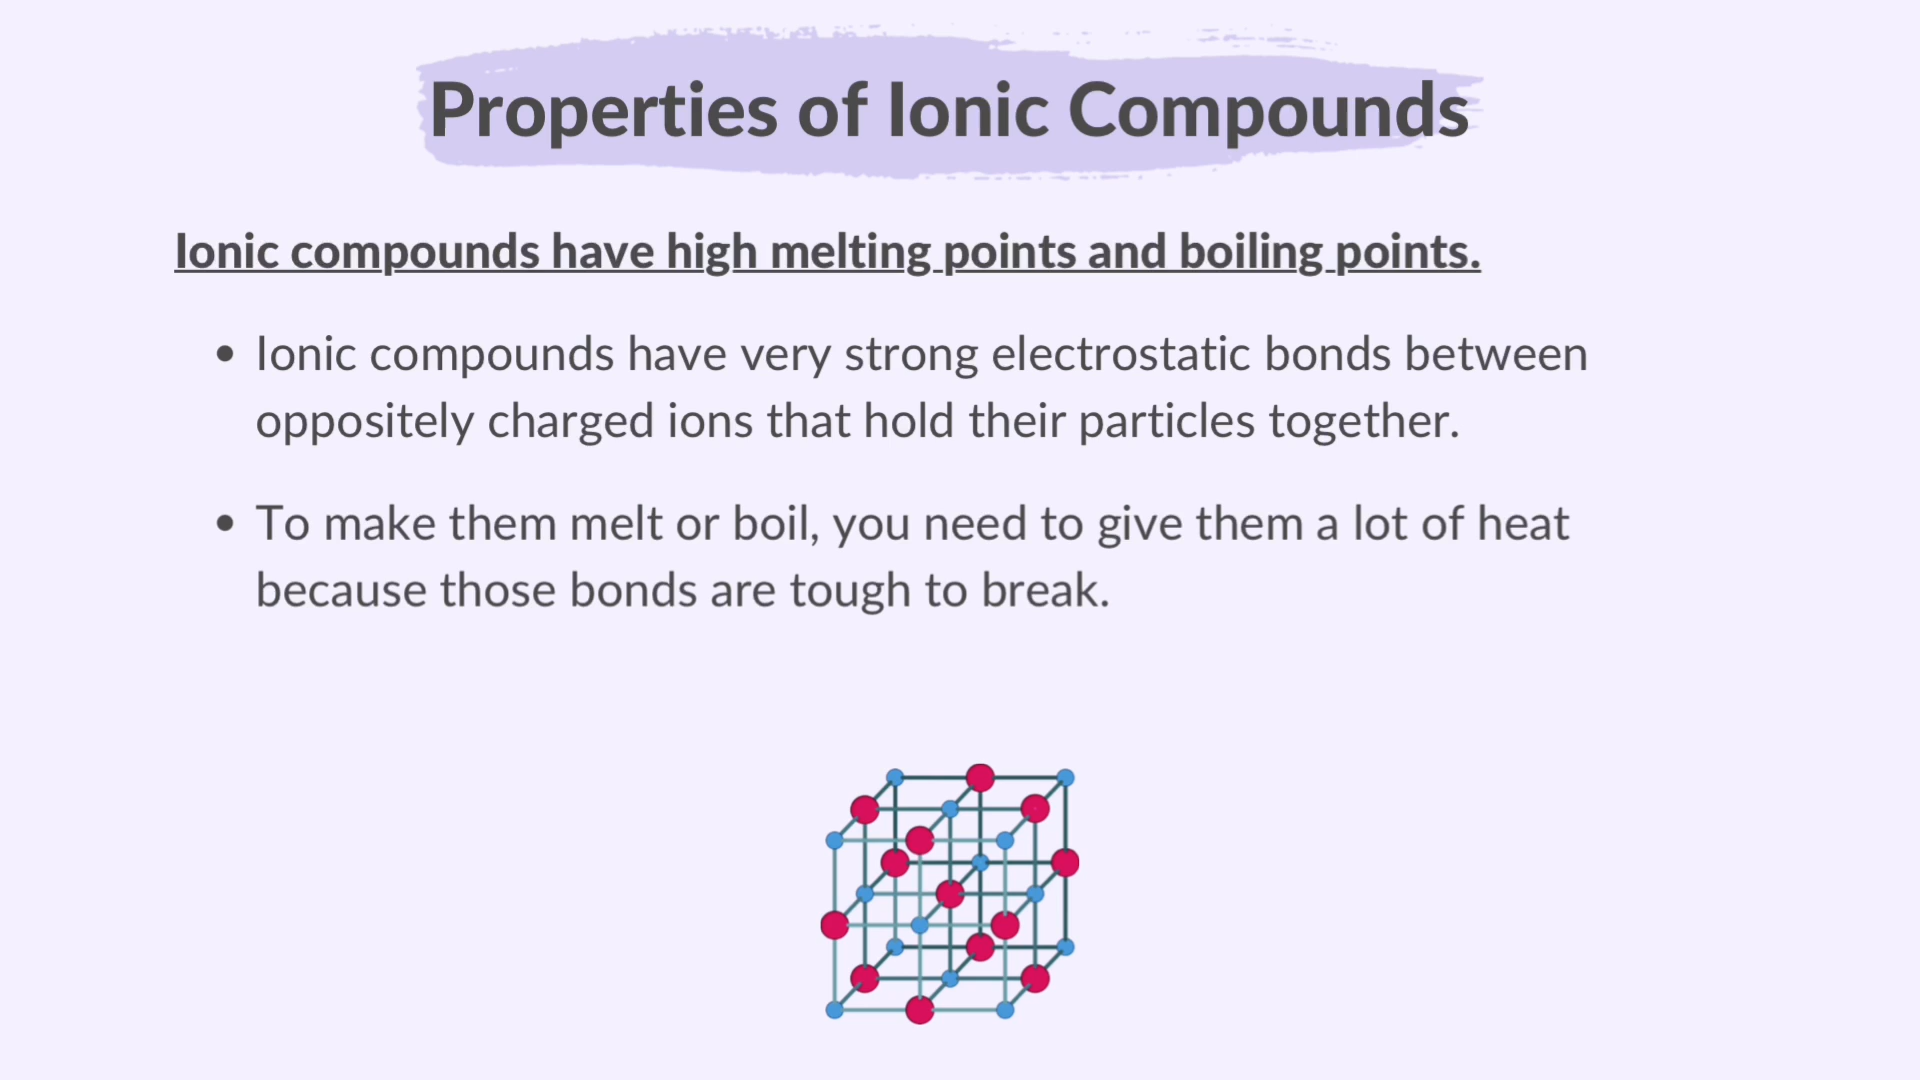 Properties of Ionic Compounds
Ionic compounds have high melting points and boiling points.
• Ionic compounds have very strong electrostatic bonds between
oppositely charged ions that hold their particles together.
• To make them melt or boil, you need to give them a lot of heat
because those bonds are tough to break.